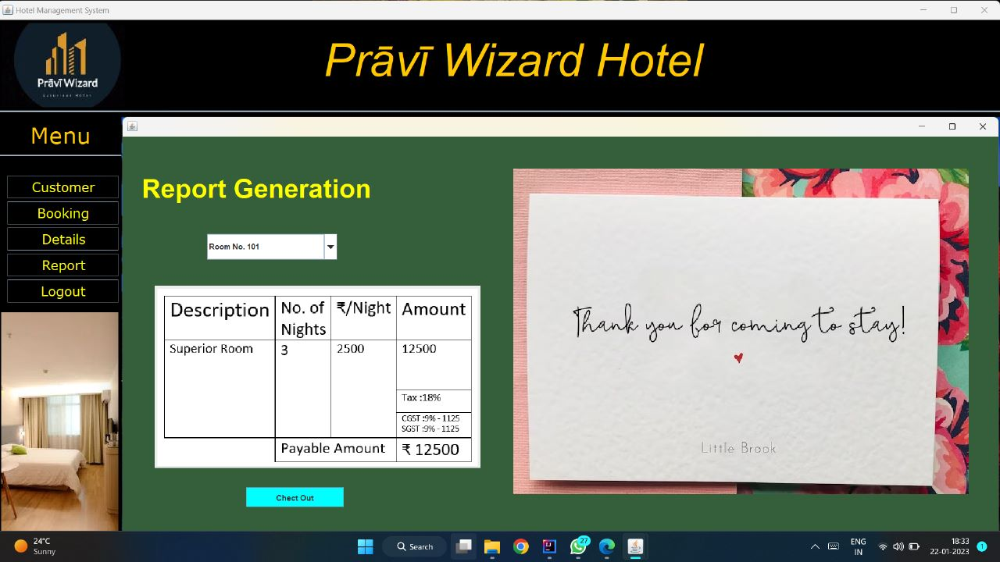 Hotel Management System
Prāvī Wizard
Prāvī Wizard Hotel
Menu
Customer
Booking
Details
Report
Logout
Report Generation
Room No. 101
Description No. of Nights ₹/Night Amount
Superior Room 3 2500 12500
Tax :18%
CGST :9% - 1125
SGST :9% - 1125
Payable Amount ₹ 12500
Chect Out
Thank you for coming to stay!
Little Brook
24°C
Sunny
Search
27
ENG
IN
18:33
22-01-2023
1